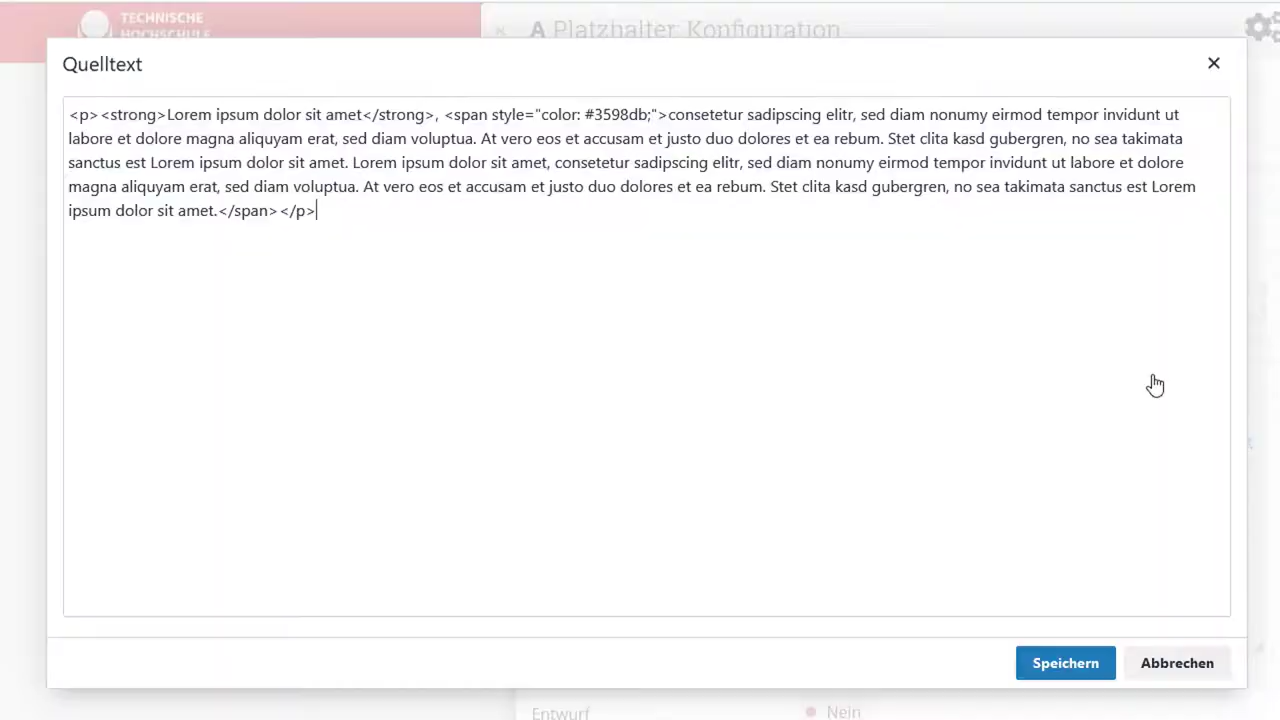 TECHNISCHE
HOCHSCHULE
A Platzhalter Konfiguration
Quelltext
<p><strong>Lorem ipsum dolor sit amet</strong>, <span style="color: #3598db;">consetetur sadipscing elitr, sed diam nonumy eirmod tempor invidunt ut
labore et dolore magna aliquyam erat, sed diam voluptua. At vero eos et accusam et justo duo dolores et ea rebum. Stet clita kasd gubergren, no sea takimata
sanctus est Lorem ipsum dolor sit amet. Lorem ipsum dolor sit amet, consetetur sadipscing elitr, sed diam nonumy eirmod tempor invidunt ut labore et dolore
magna aliquyam erat, sed diam voluptua. At vero eos et accusam et justo duo dolores et ea rebum. Stet clita kasd gubergren, no sea takimata sanctus est Lorem
ipsum dolor sit amet.</span></p>
Speichern
Abbrechen
Entwurf
Nein